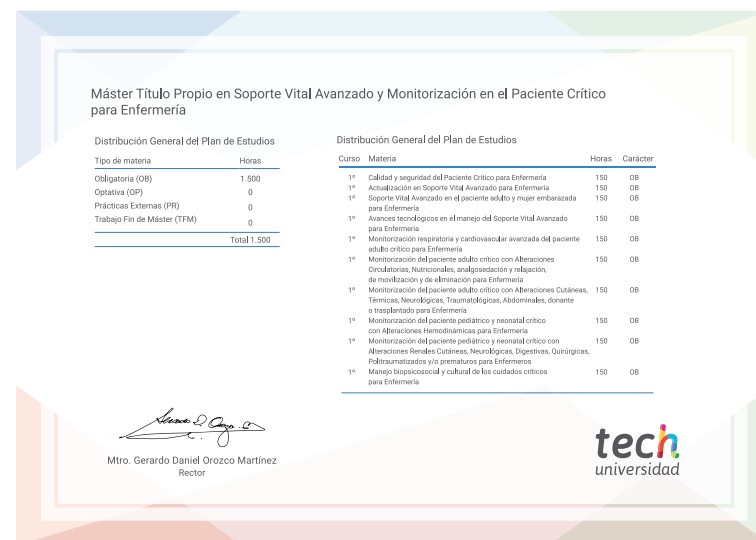 Máster Título Propio en Soporte Vital Avanzado y Monitorización en el Paciente Crítico
para Enfermería
Distribución General del Plan de Estudios
Tipo de materia Horas
Obligatoria (OB) 1.500
Optativa (OP) 0
Prácticas Externas (PR) 0
Trabajo Fin de Máster (TFM) 0
Total 1.500
Distribución General del Plan de Estudios
Curso Materia Horas Carácter
1º Calidad y seguridad del Paciente Crítico para Enfermería 150 OB
1º Actualización en Soporte Vital Avanzado para Enfermería 150 OB
1º Soporte Vital Avanzado en el paciente adulto y mujer embarazada 150 OB
para Enfermería
1º Avances tecnológicos en el manejo del Soporte Vital Avanzado 150 OB
para Enfermería
1º Monitorización respiratoria y cardiovascular avanzada del paciente 150 OB
adulto crítico para Enfermería
1º Monitorización del paciente adulto crítico con Alteraciones 150 OB
Circulatorias, Nutricionales, analgosedación y relajación,
de movilización y de eliminación para Enfermería
1º Monitorización del paciente adulto crítico con Alteraciones Cutáneas, 150 OB
Térmicas, Neurológicas, Traumatológicas, Abdominales, donante
o trasplantado para Enfermería
1º Monitorización del paciente pediátrico y neonatal crítico 150 OB
con Alteraciones Hemodinámicas para Enfermería
1º Monitorización del paciente pediátrico y neonatal crítico con 150 OB
Alteraciones Renales Cutáneas, Neurológicas, Digestivas, Quirúrgicas,
Politraumatizados y/o prematuros para Enfermeros
1º Manejo biopsicosocial y cultural de los cuidados críticos 150 OB
para Enfermería
Mtro. Gerardo Daniel Orozco Martínez
Rector
tech
universidad